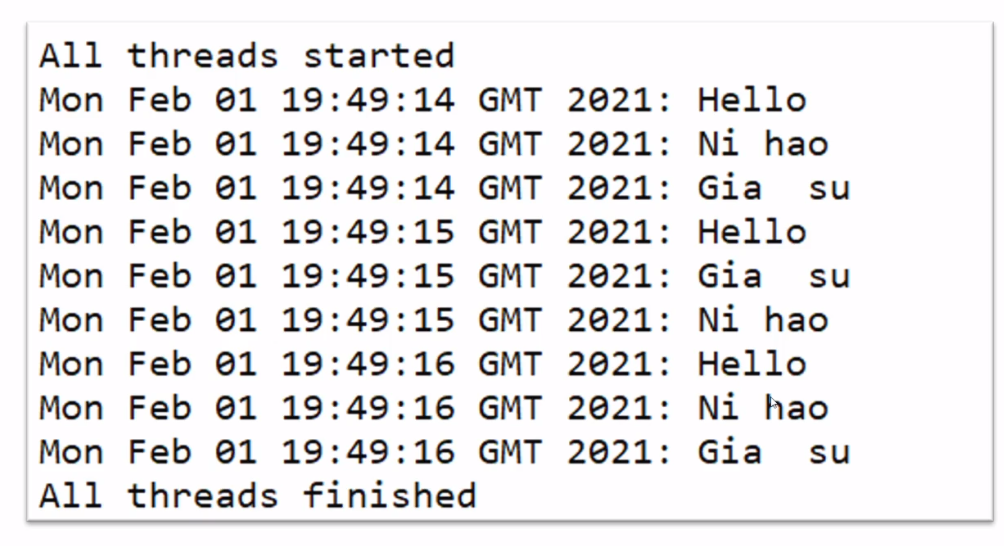 All threads started
Mon Feb 01 19:49:14 GMT 2021: Hello
Mon Feb 01 19:49:14 GMT 2021: Ni hao
Mon Feb 01 19:49:14 GMT 2021: Gia  su
Mon Feb 01 19:49:15 GMT 2021: Hello
Mon Feb 01 19:49:15 GMT 2021: Gia  su
Mon Feb 01 19:49:15 GMT 2021: Ni hao
Mon Feb 01 19:49:16 GMT 2021: Hello
Mon Feb 01 19:49:16 GMT 2021: Ni hao
Mon Feb 01 19:49:16 GMT 2021: Gia  su
All threads finished